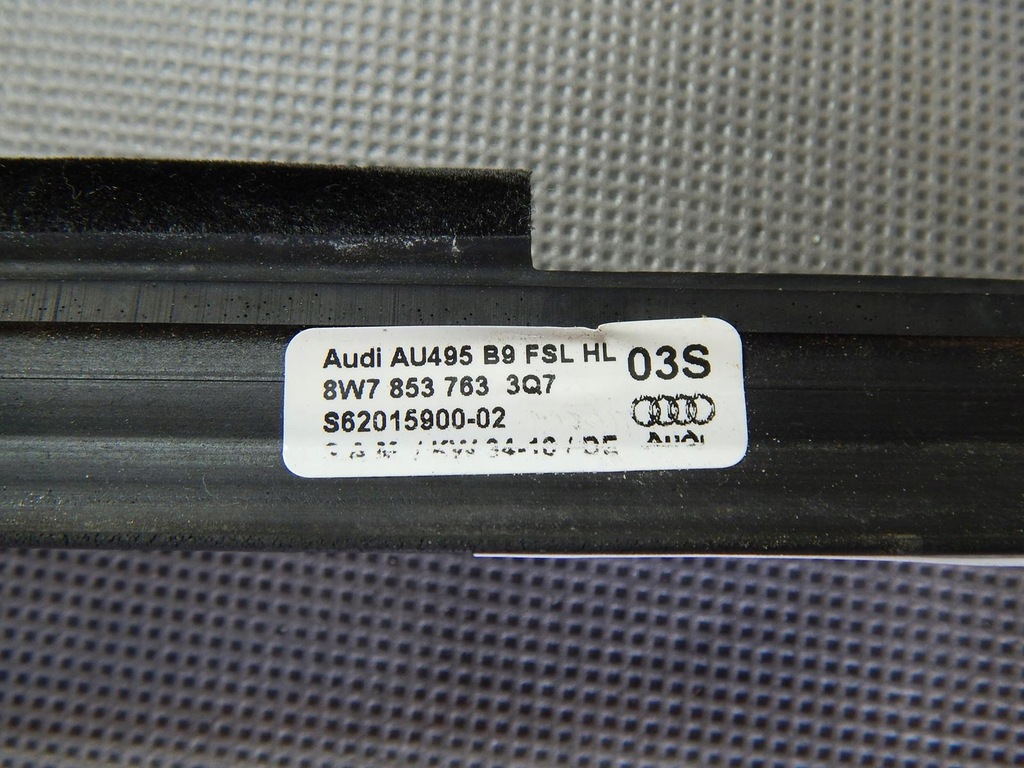 Audi AU495 B9 FSL HL 03S
8W7 853 763 3Q7
S62015900-02
Audi